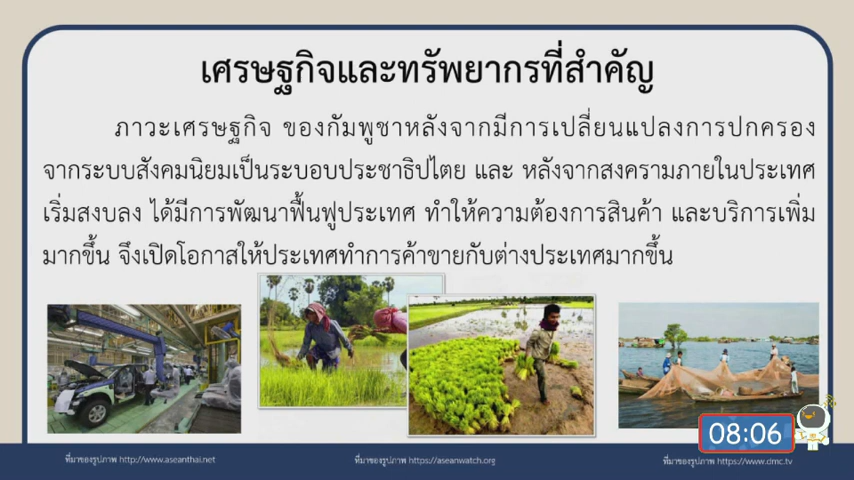 เศรษฐกิจและทรัพยากรที่สำคัญ
ภาวะเศรษฐกิจ ของกัมพูชาหลังจากมีการเปลี่ยนแปลงการปกครอง
จากระบบสังคมนิยมเป็นระบอบประชาธิปไตย และ หลังจากสงครามภายในประเทศ
เริ่มสงบลง ได้มีการพัฒนาฟื้นฟูประเทศ ทำให้ความต้องการสินค้า และบริการเพิ่ม
มากขึ้น จึงเปิดโอกาสให้ประเทศทำการค้าขายกับต่างประเทศมากขึ้น
08:06
ที่มาของรูปภาพ http://www.aseanthai.net
ที่มาของรูปภาพ https://aseanwatch.org
ที่มาของรูปภาพ https://www.dmc.tv